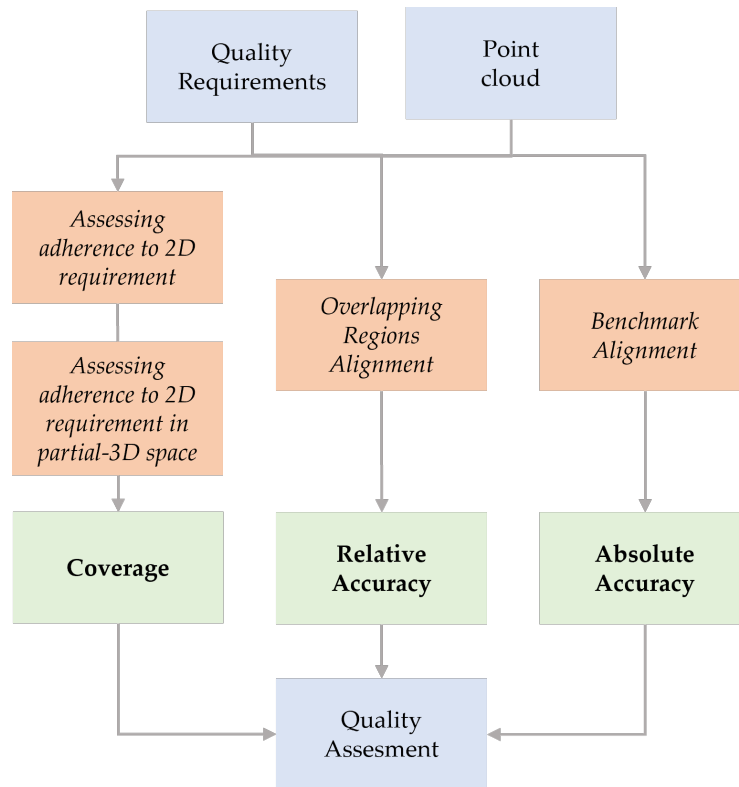 Quality
Requirements
Point
cloud
Assessing
adherence to 2D
requirement
Overlapping
Regions
Alignment
Benchmark
Alignment
Assessing
adherence to 2D
requirement in
partial-3D space
Coverage
Relative
Accuracy
Absolute
Accuracy
Quality
Assesment